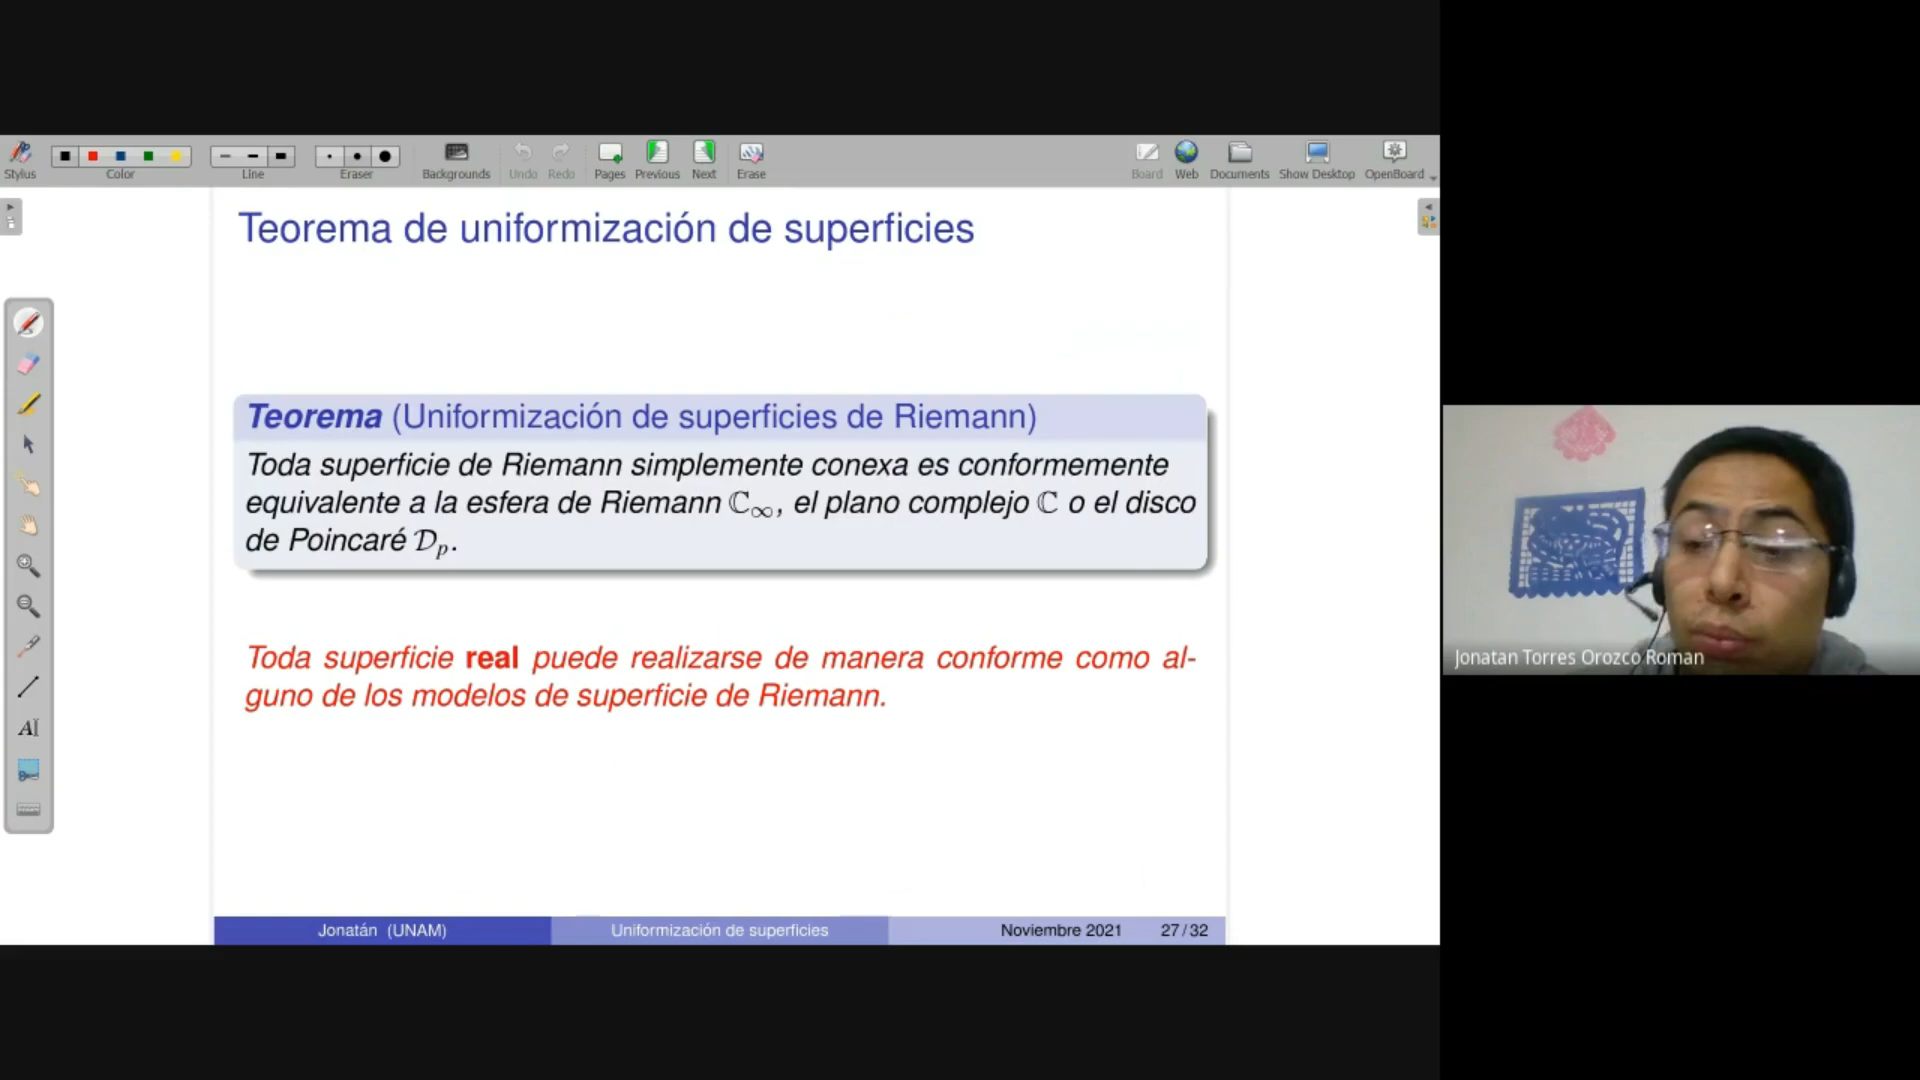 Stylus
Color
Line
Eraser
Backgrounds
Undo
Redo
Pages
Previous
Next
Erase
Board
Web
Documents
Show Desktop
OpenBoard
Teorema de uniformización de superficies
Teorema (Uniformización de superficies de Riemann)
Toda superficie de Riemann simplemente conexa es conformemente
equivalente a la esfera de Riemann ℂ∞, el plano complejo ℂ o el disco
de Poincaré 𝒟ₚ.
Toda superficie real puede realizarse de manera conforme como al-
guno de los modelos de superficie de Riemann.
Jonatán (UNAM)
Uniformización de superficies
Noviembre 2021
27/32
Jonatan Torres Orozco Roman